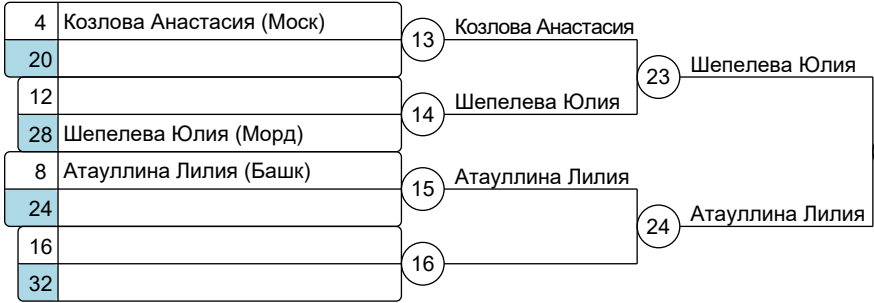 4 Козлова Анастасия (Моск)
20
12
28 Шепелева Юлия (Морд)
8 Атауллина Лилия (Башк)
24
16
32
13 Козлова Анастасия
14 Шепелева Юлия
15 Атауллина Лилия
16
23 Шепелева Юлия
24 Атауллина Лилия